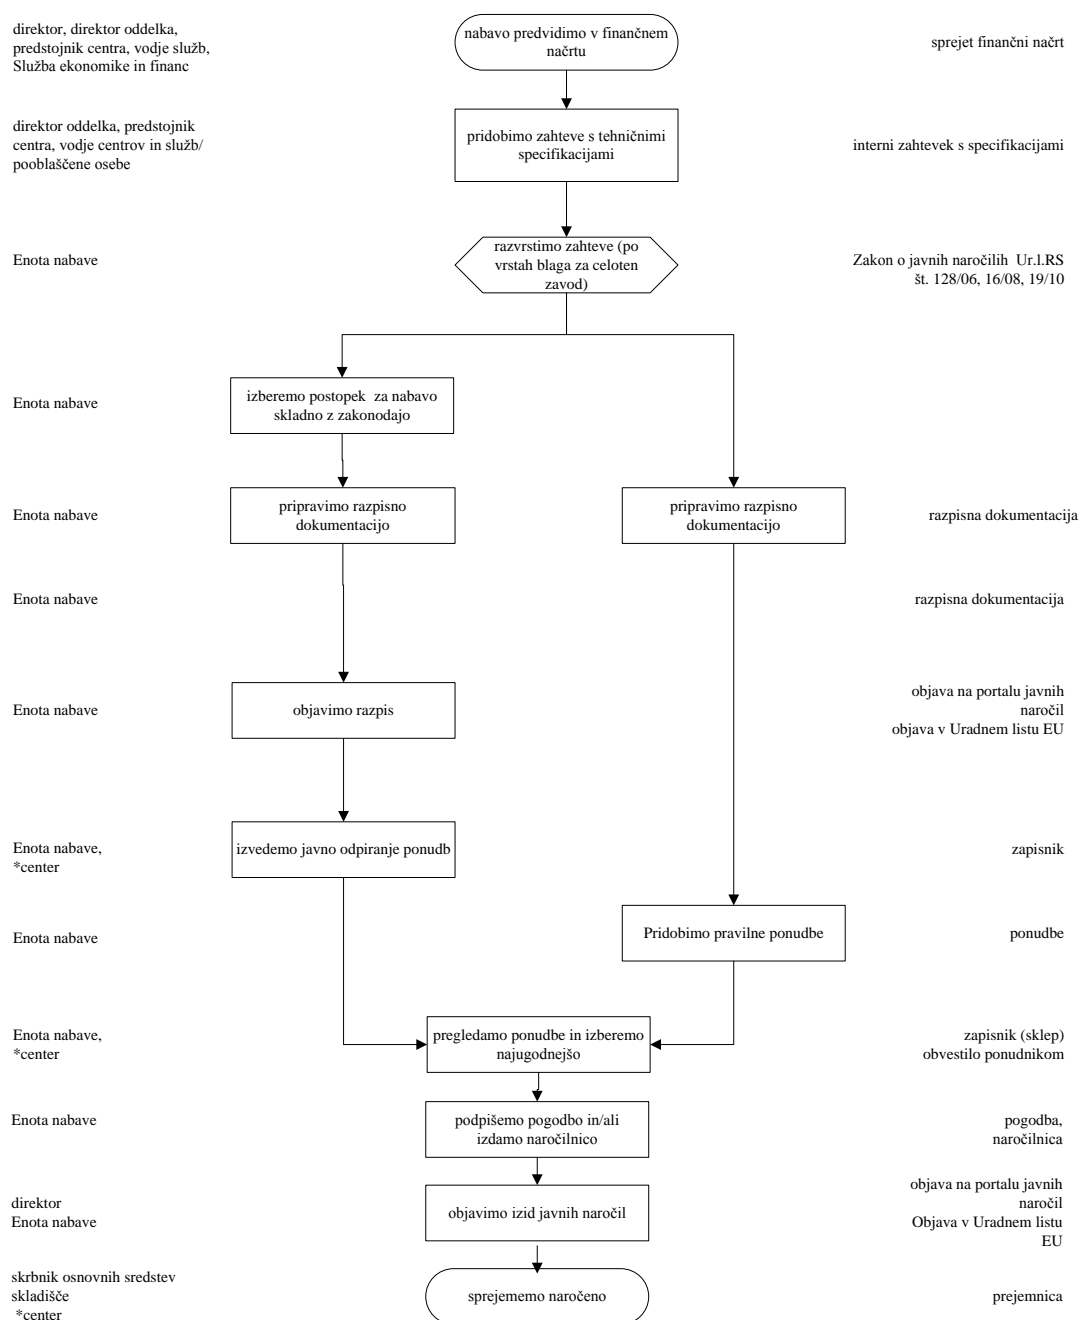 direktor, direktor oddelka,
predstojnik centra, vodje služb,
Služba ekonomike in financ
nabavo predvidimo v finančnem
načrtu
sprejet finančni načrt
direktor oddelka, predstojnik
centra, vodje centrov in služb/
pooblaščene osebe
pridobimo zahteve s tehničnimi
specifikacijami
interni zahtevek s specifikacijami
Enota nabave
razvrstimo zahteve (po
vrstah blaga za celoten
zavod)
Zakon o javnih naročilih Ur.l.RS
št. 128/06, 16/08, 19/10
Enota nabave
izberemo postopek za nabavo
skladno z zakonodajo
Enota nabave
pripravimo razpisno
dokumentacijo
pripravimo razpisno
dokumentacijo
razpisna dokumentacija
Enota nabave
razpisna dokumentacija
Enota nabave
objavimo razpis
objava na portalu javnih
naročil
objava v Uradnem listu EU
Enota nabave,
*center
izvedemo javno odpiranje ponudb
zapisnik
Enota nabave
Pridobimo pravilne ponudbe
ponudbe
Enota nabave,
*center
pregledamo ponudbe in izberemo
najugodnejšo
zapisnik (sklep)
obvestilo ponudnikom
Enota nabave
podpišemo pogodbo in/ali
izdamo naročilnico
pogodba,
naročilnica
direktor
Enota nabave
objavimo izid javnih naročil
objava na portalu javnih
naročil
Objava v Uradnem listu
EU
skrbnik osnovnih sredstev
skladišče
*center
sprejememo naročeno
prejemnica